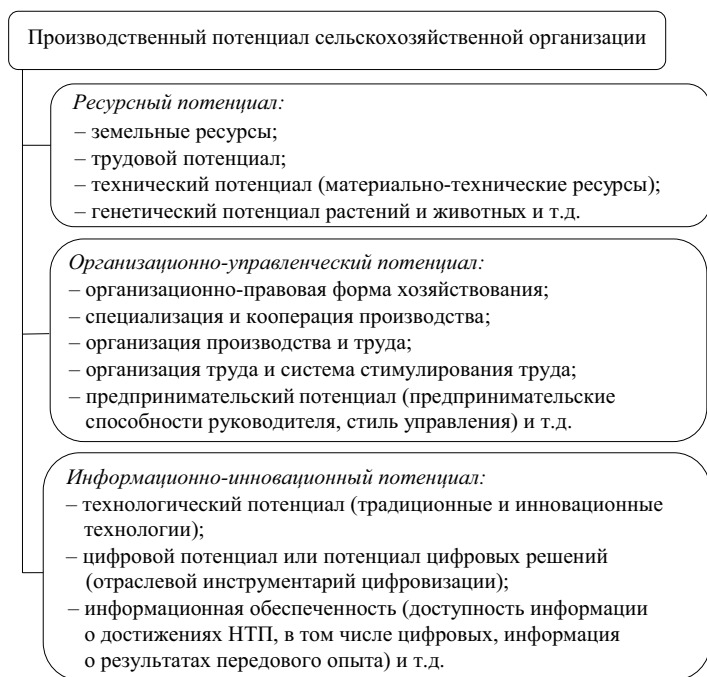 Производственный потенциал сельскохозяйственной организации
Ресурсный потенциал:
– земельные ресурсы;
– трудовой потенциал;
– технический потенциал (материально-технические ресурсы);
– генетический потенциал растений и животных и т.д.
Организационно-управленческий потенциал:
– организационно-правовая форма хозяйствования;
– специализация и кооперация производства;
– организация производства и труда;
– организация труда и система стимулирования труда;
– предпринимательский потенциал (предпринимательские
способности руководителя, стиль управления) и т.д.
Информационно-инновационный потенциал:
– технологический потенциал (традиционные и инновационные
технологии);
– цифровой потенциал или потенциал цифровых решений
(отраслевой инструментарий цифровизации);
– информационная обеспеченность (доступность информации
о достижениях НТП, в том числе цифровых, информация
о результатах передового опыта) и т.д.